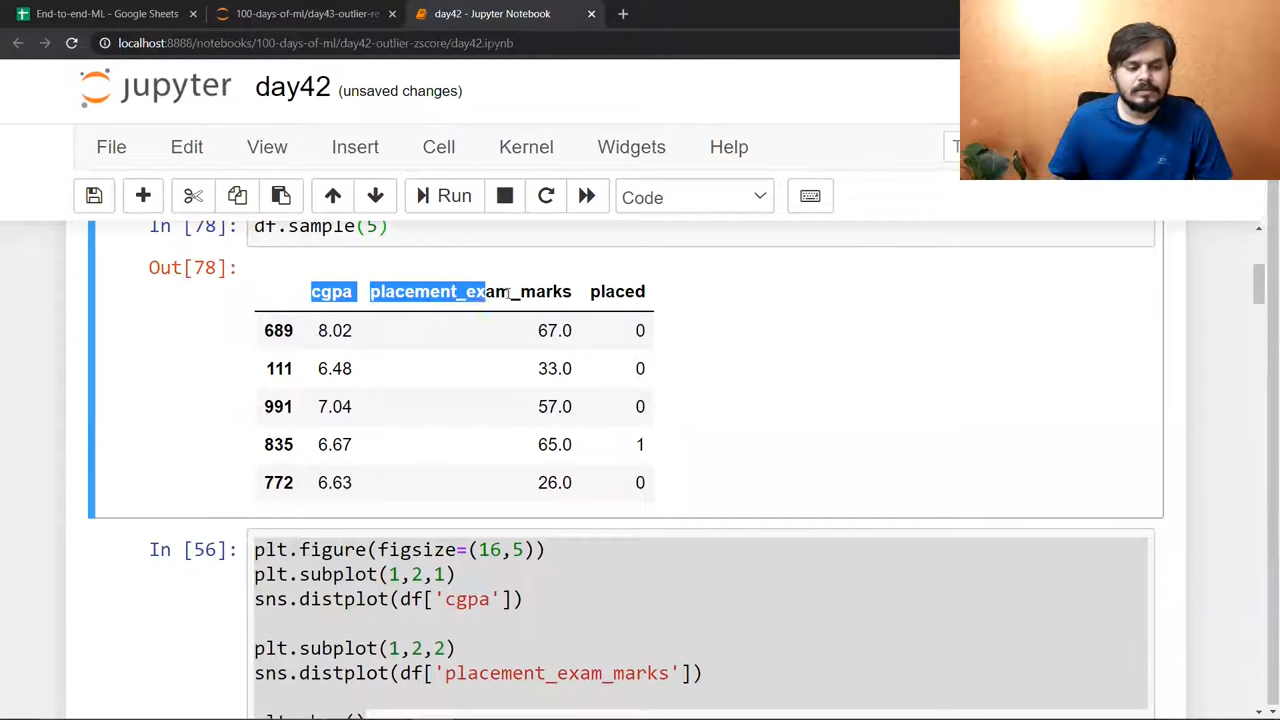 End-to-end-ML - Google Sheets
100-days-of-ml/day43-outlier-re
day42 - Jupyter Notebook
localhost:8888/notebooks/100-days-of-ml/day42-outlier-zscore/day42.ipynb
jupyter day42 (unsaved changes)
File Edit View Insert Cell Kernel Widgets Help
Run Code
In [78]: df.sample(5)
Out[78]:
cgpa placement_exam_marks placed
689 8.02 67.0 0
111 6.48 33.0 0
991 7.04 57.0 0
835 6.67 65.0 1
772 6.63 26.0 0
In [56]: plt.figure(figsize=(16,5))
plt.subplot(1,2,1)
sns.distplot(df['cgpa'])
plt.subplot(1,2,2)
sns.distplot(df['placement_exam_marks'])